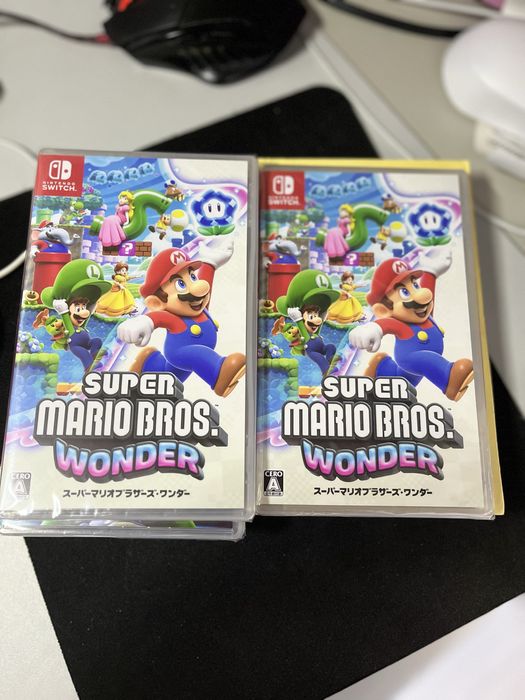 NINTENDO
SWITCH
?
L
M
SUPER
MARIO BROS.
WONDER
CERO
A
スーパーマリオブラザーズ・ワンダー
NINTENDO
SWITCH
?
L
M
SUPER
MARIO BROS.
WONDER
CERO
A
スーパーマリオブラザーズ・ワンダー